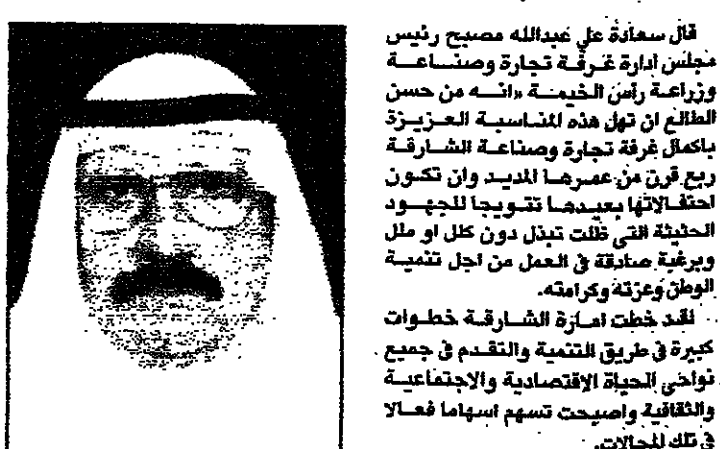 قال سعادة علي عبدالله مصبح رئيس
مجلس ادارة غرفة تجارة وصناعة
وزراعة رأس الخيمة «انه من حسن
الطالع ان تهل هذه المناسبة العزيزة
باكمال غرفة تجارة وصناعة الشارقة
ربع قرن من عمرها المديد وان تكون
احتفالاتها بعيدها تتويجا للجهود
الحثيثة التي ظلت تبذل دون كلل او ملل
وبرغبة صادقة في العمل من اجل تنمية
الوطن وعزته وكرامته.
لقد خطت امارة الشارقة خطوات
كبيرة في طريق التنمية والتقدم في جميع
نواحي الحياة الاقتصادية والاجتماعية
والثقافية واصبحت تسهم اسهاما فعالا
في تلك المجالات.